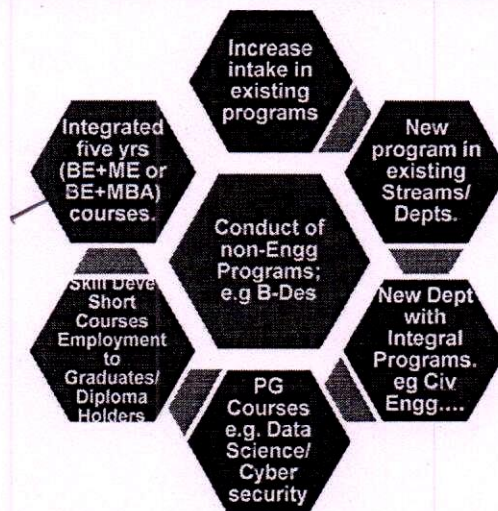 Increase
intake in
existing
programs
New
program in
existing
Streams/
Depts.
New Dept
with
Integral
Programs.
eg Civ
Engg....
PG
Courses
e.g. Data
Science/
Cyber
security
Skill Deve
Short
Courses
Employment
to
Graduates/
Diploma
Holders
Integrated
five yrs
(BE+ME or
BE+MBA)
courses.
Conduct of
non-Engg
Programs;
e.g B-Des